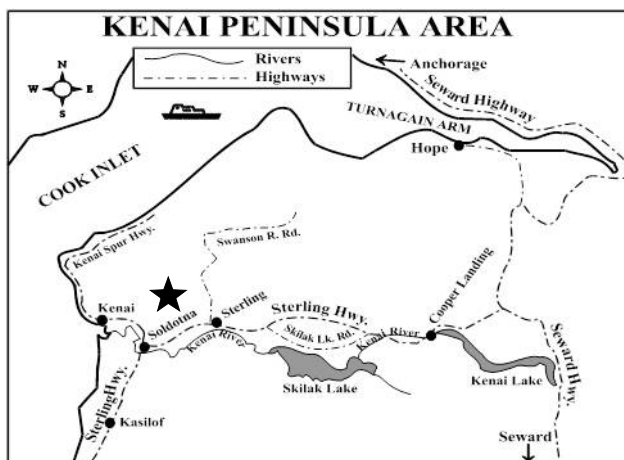 KENAI PENINSULA AREA
Rivers
Highways
N
W E
S
Anchorage
Seward Highway
TURNAGAIN ARM
Hope
COOK INLET
Kenai Spur Hwy.
Swanson R. Rd.
Kenai
Soldotna
Sterling
Sterling Hwy.
Skilak Lk. Rd.
Kenai River
Kenai River
Cooper Landing
Skilak Lake
Kenai Lake
Seward Hwy.
SterlingHwy.
Kasilof
Seward